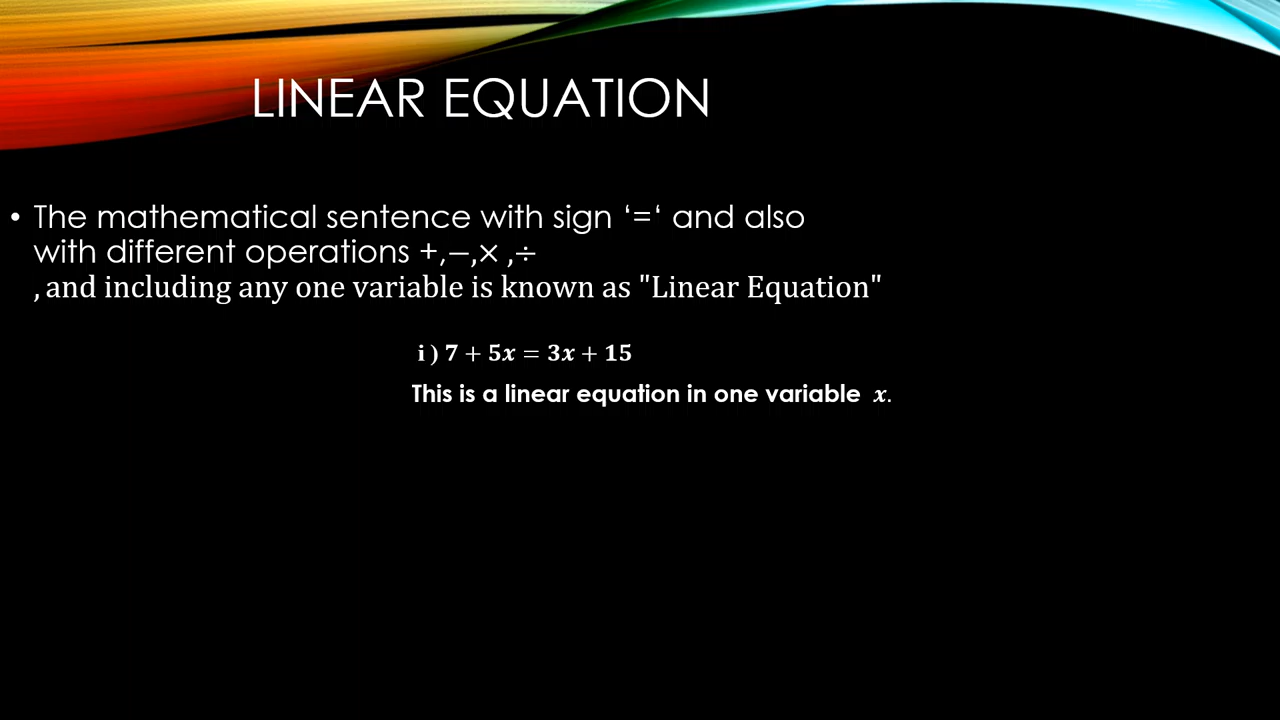 LINEAR EQUATION
• The mathematical sentence with sign ‘=‘ and also
with different operations +,−,× ,÷
, and including any one variable is known as "Linear Equation"
i ) 7 + 5x = 3x + 15
This is a linear equation in one variable x.